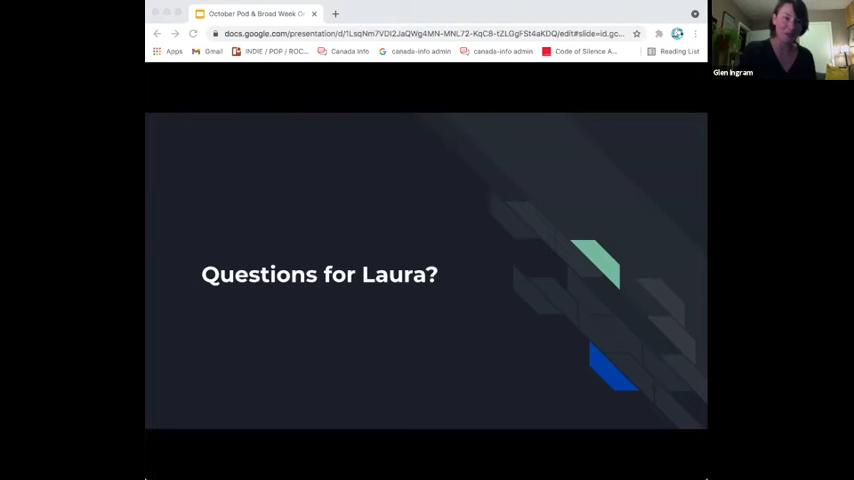 October Pod & Broad Week Or
docs.google.com/presentation/d/1LsqNm7VDI2JaQWg4MN-MNL72-KqC8-tZLGgFSt4aKDQ/edit#slide=id.gc...
Apps
Gmail
INDIE / POP / ROC...
Canada Info
canada-info admin
canada-info admin
Code of Silence A...
Reading List
Glen Ingram
Questions for Laura?